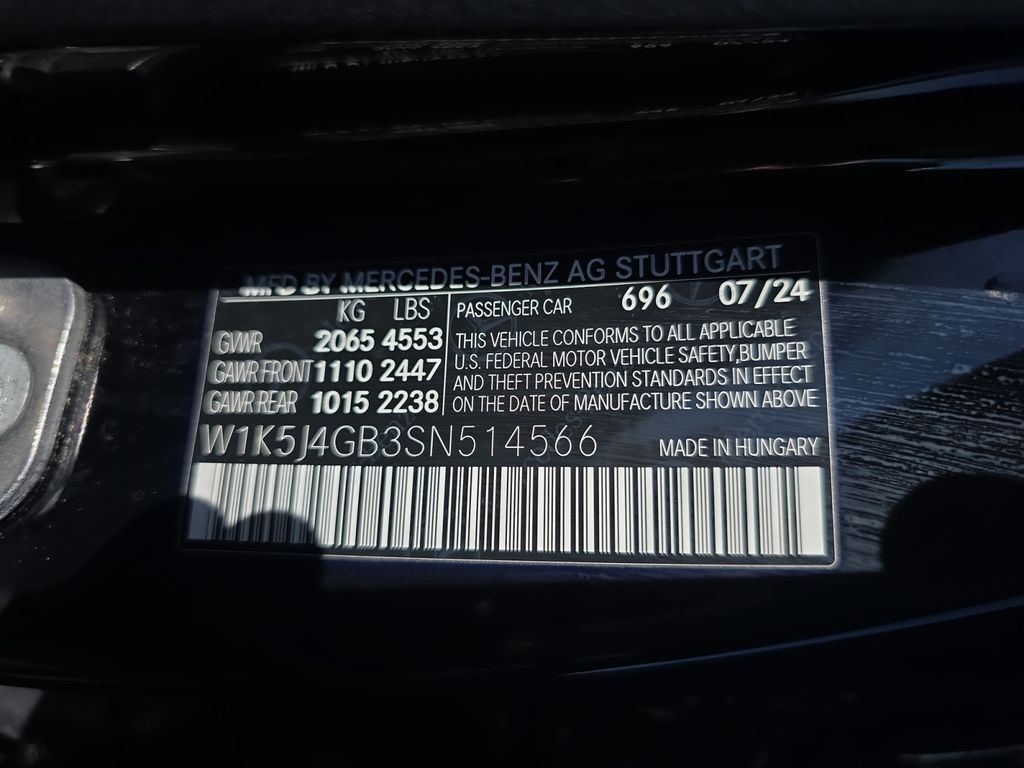 MFD BY MERCEDES-BENZ AG STUTTGART
KG LBS
GVWR 2065 4553
GAWR FRONT 1110 2447
GAWR REAR 1015 2238
PASSENGER CAR 696 07/24
THIS VEHICLE CONFORMS TO ALL APPLICABLE
U.S. FEDERAL MOTOR VEHICLE SAFETY,BUMPER
AND THEFT PREVENTION STANDARDS IN EFFECT
ON THE DATE OF MANUFACTURE SHOWN ABOVE
W1K5J4GB3SN514566
MADE IN HUNGARY